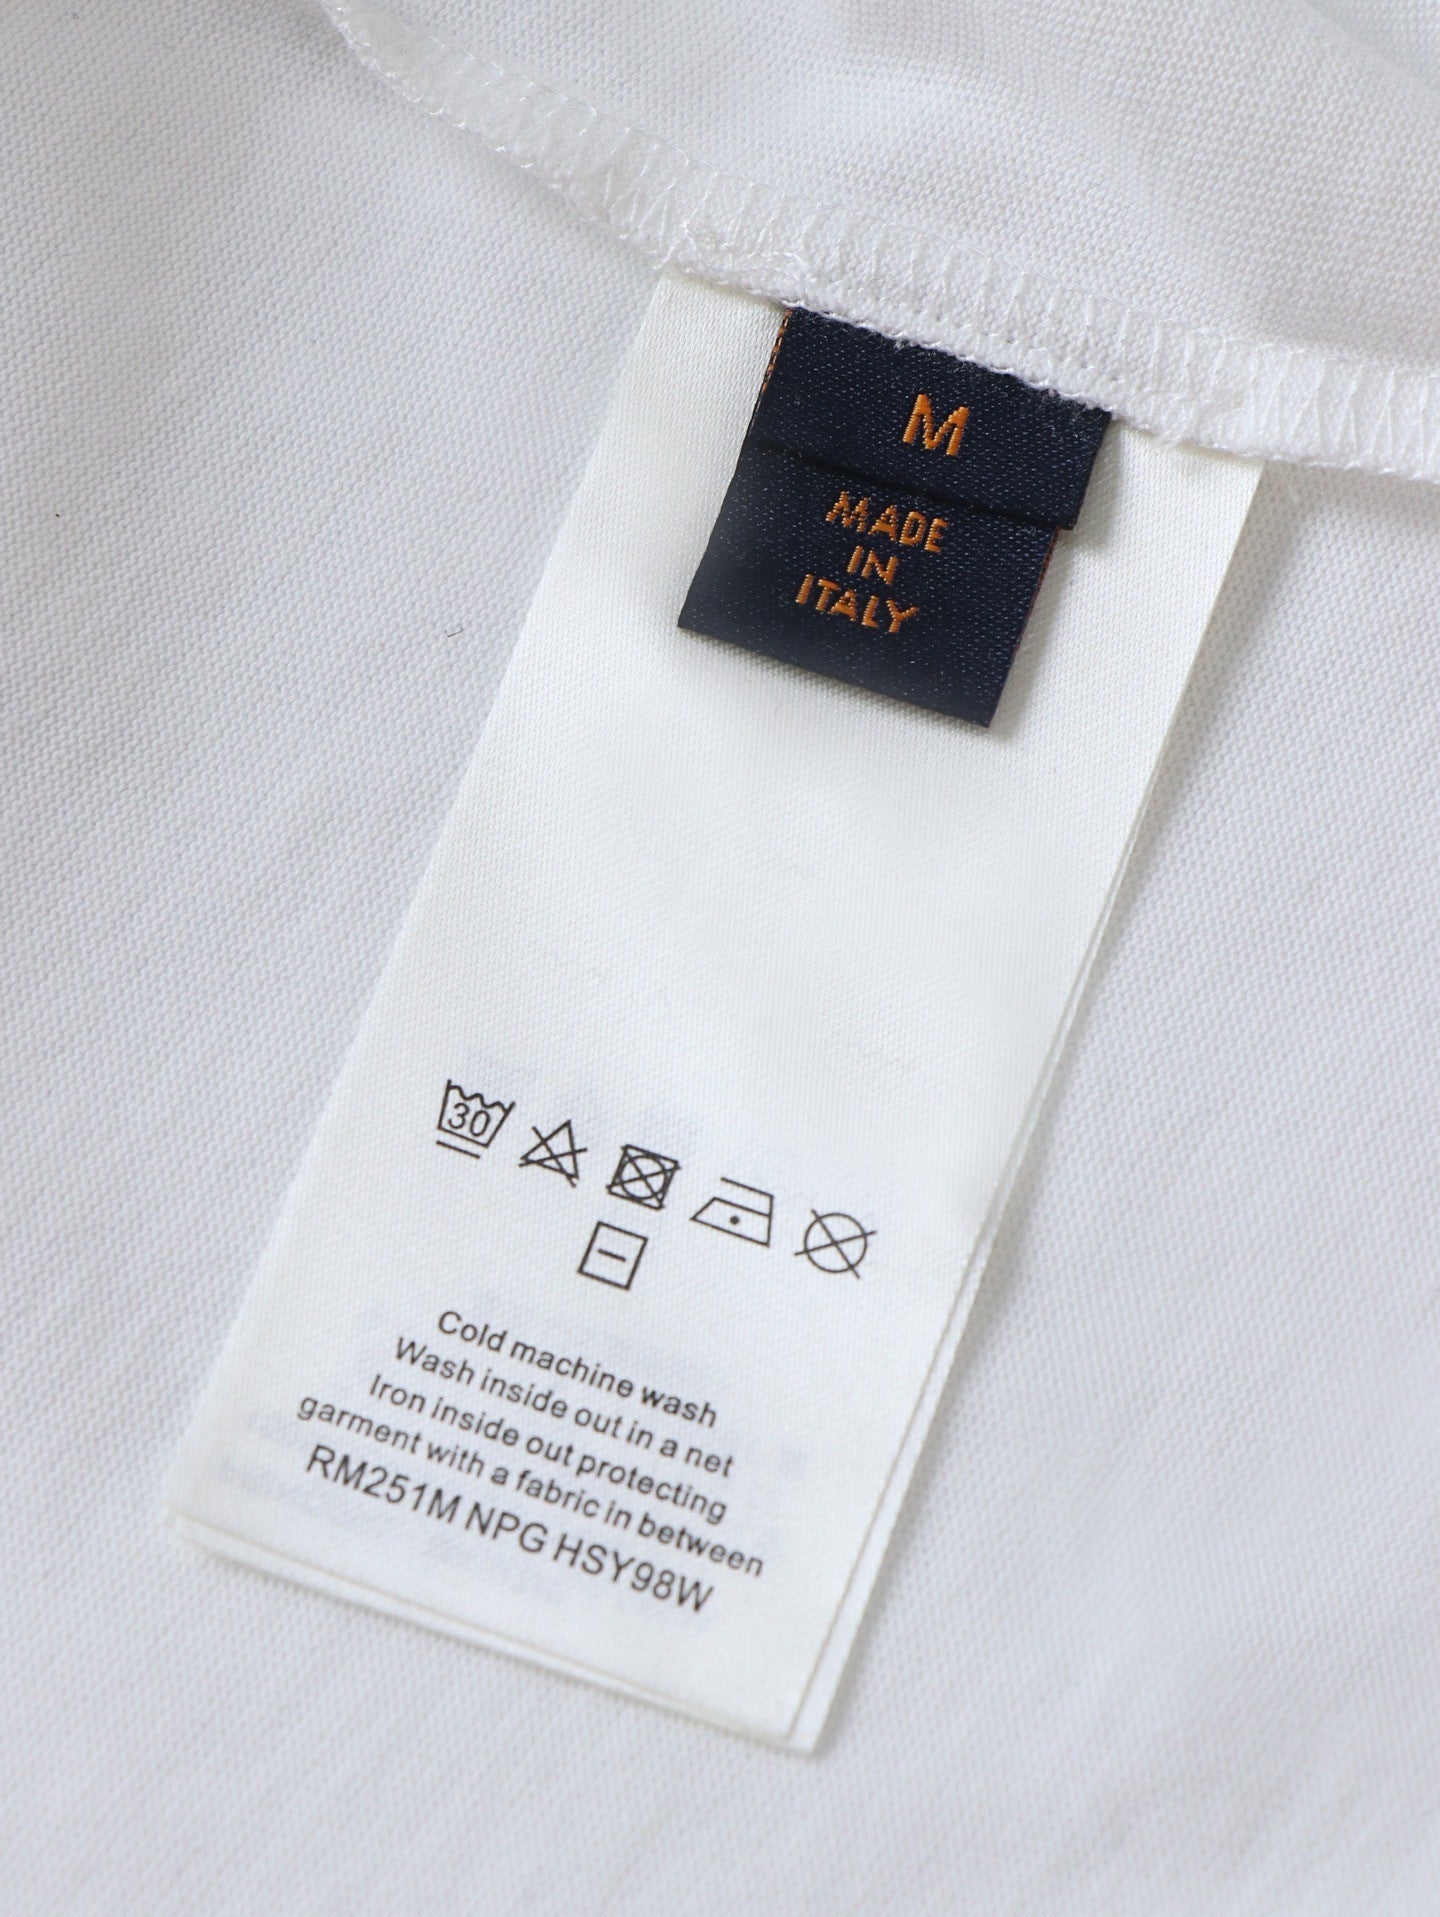 M
MADE
IN
ITALY
30
Cold machine wash
Wash inside out in a net
Iron inside out protecting
garment with a fabric in between
RM251M NPG HSY98W